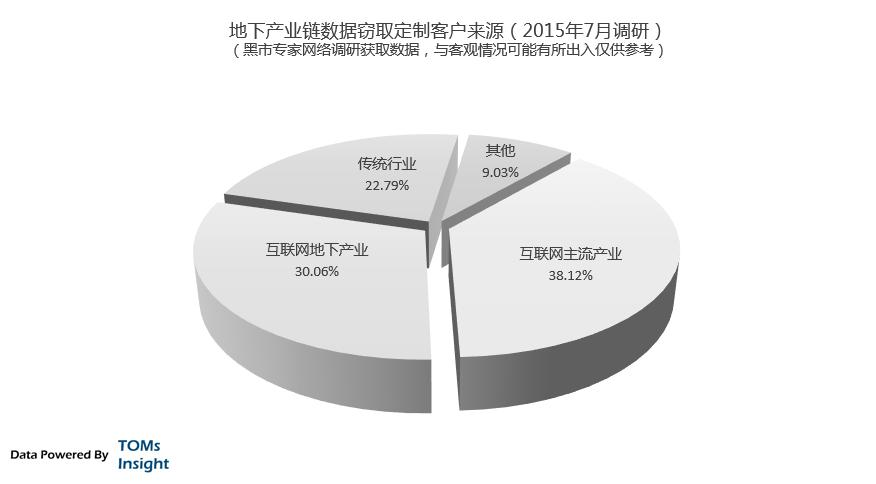 地下产业链数据窃取定制客户来源（2015年7月调研）
（黑市专家网络调研获取数据，与客观情况可能有所出入仅供参考）
其他
9.03%
传统行业
22.79%
互联网地下产业
30.06%
互联网主流产业
38.12%
Data Powered By TOMs
Insight